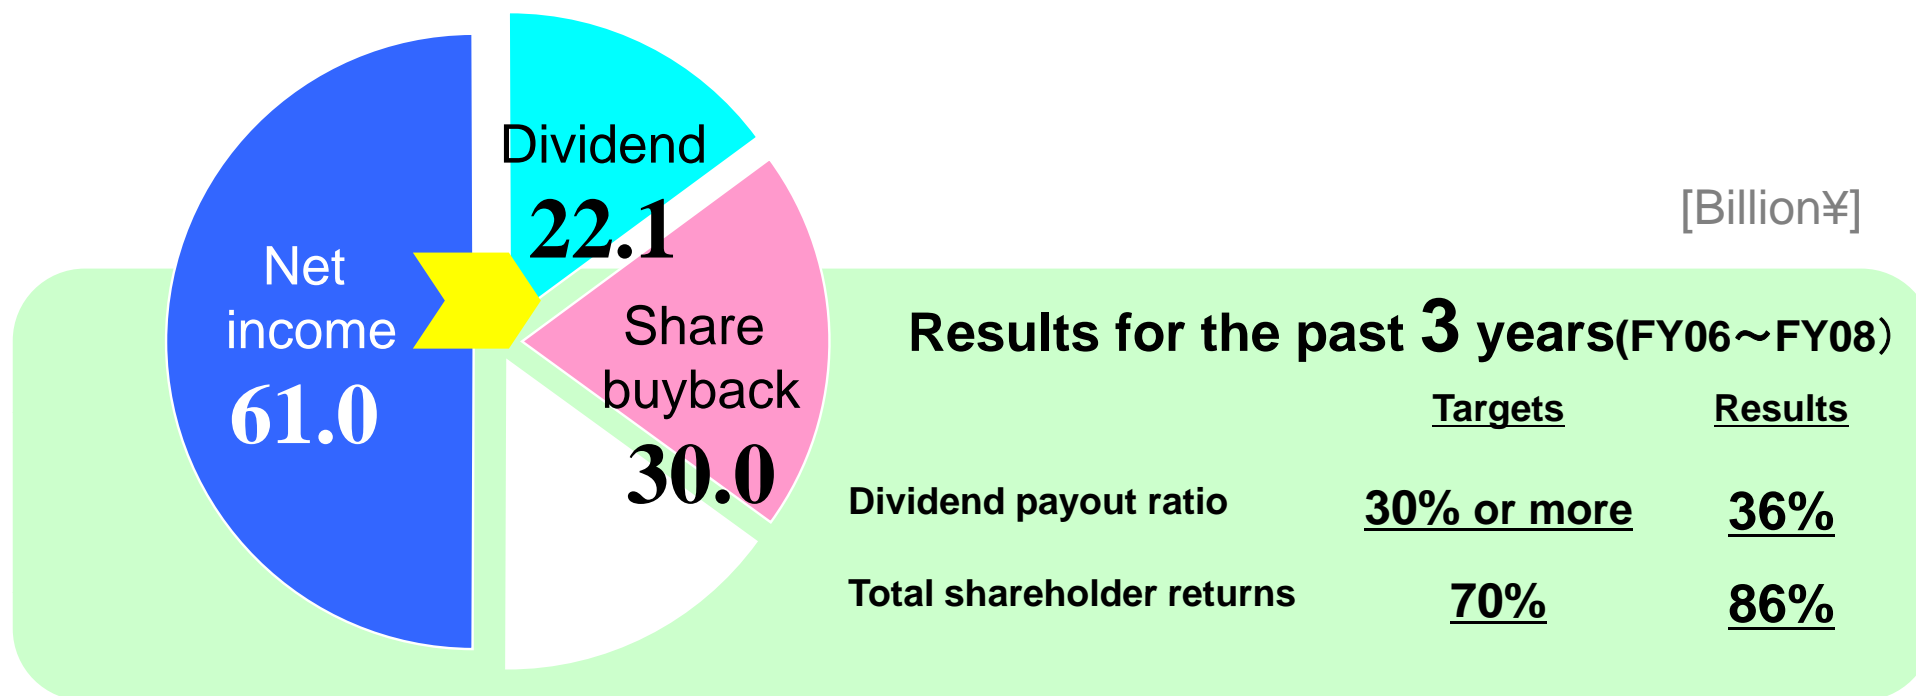 Dividend
22.1
[Billion¥]
Net
income
61.0
Share
buyback
30.0
Results for the past 3 years(FY06～FY08）
Targets Results
Dividend payout ratio 30% or more 36%
Total shareholder returns 70% 86%